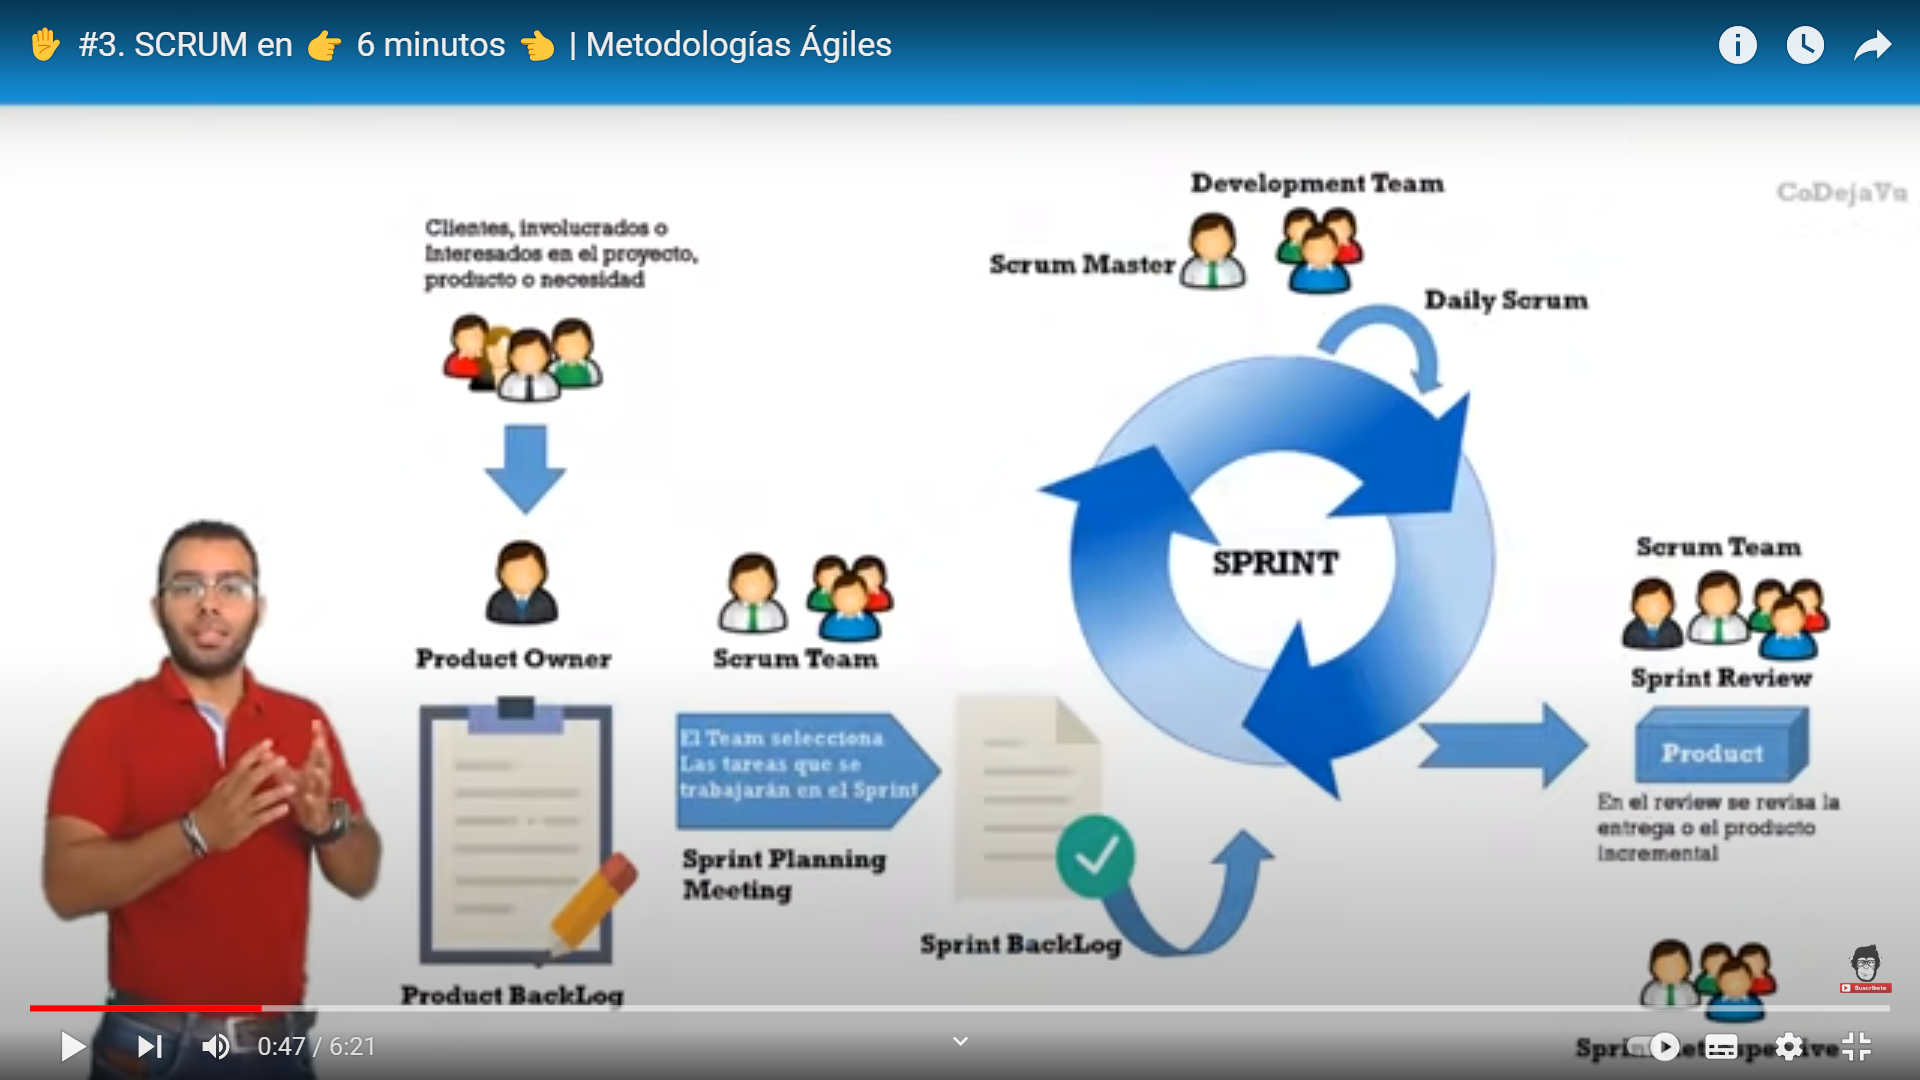 ✋ #3. SCRUM en 👉 6 minutos 👈 | Metodologías Ágiles
CoDejaVu
Clientes, involucrados o
Interesados en el proyecto,
producto o necesidad
Product Owner
Product BackLog
Scrum Team
El Team selecciona
Las tareas que se
trabajarán en el Sprint
Sprint Planning
Meeting
Sprint BackLog
Development Team
Scrum Master
Daily Scrum
SPRINT
Scrum Team
Sprint Review
Product
En el review se revisa la
entrega o el producto
incremental
Suscríbete
0:47 / 6:21